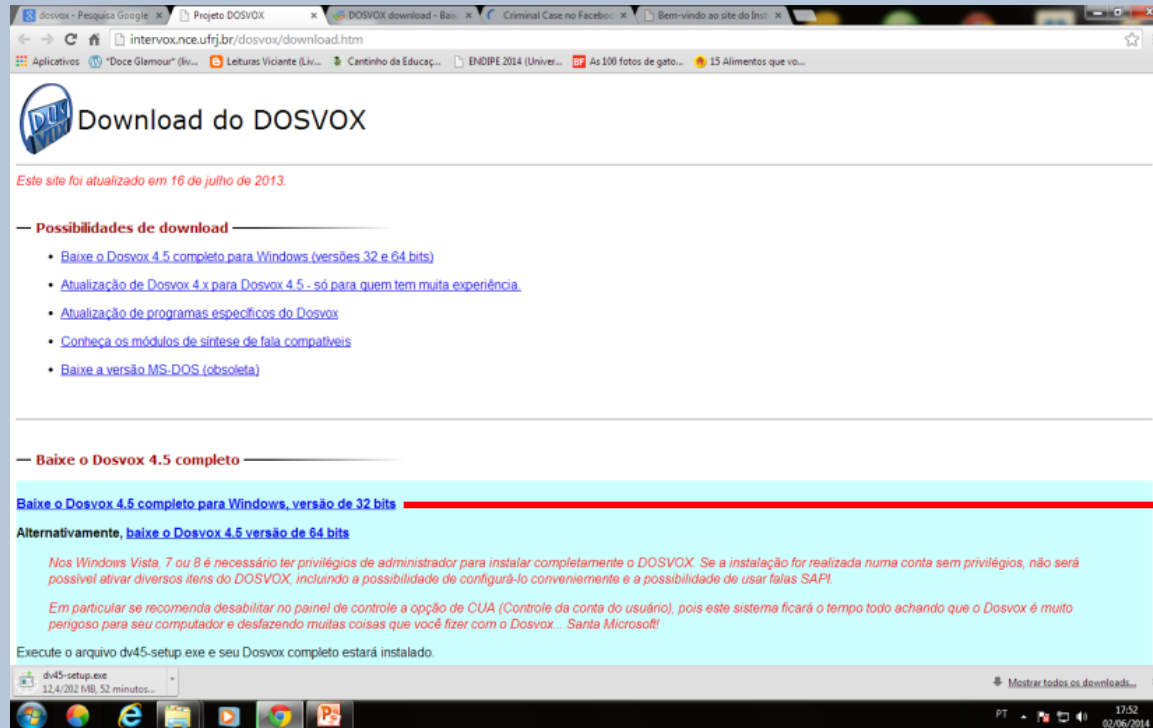 dosvox - Pesquisa Google
Projeto DOSVOX
DOSVOX download - Baix
Criminal Case no Faceboo
Bem-vindo ao site do Inst
intervox.nce.ufrj.br/dosvox/download.htm
Aplicativos
"Doce Glamour" (liv...
Leituras Viciante (Liv...
Cantinho da Educaç...
ENDIPE 2014 (Univer...
BF As 100 fotos de gato...
15 Alimentos que vo...
DOS VOX
Download do DOSVOX
Este site foi atualizado em 16 de julho de 2013.
Possibilidades de download
• Baixe o Dosvox 4.5 completo para Windows (versões 32 e 64 bits)
• Atualização de Dosvox 4.x para Dosvox 4.5 - só para quem tem muita experiência.
• Atualização de programas específicos do Dosvox
• Conheça os módulos de síntese de fala compatíveis
• Baixe a versão MS-DOS (obsoleta)
Baixe o Dosvox 4.5 completo
Baixe o Dosvox 4.5 completo para Windows, versão de 32 bits
Alternativamente, baixe o Dosvox 4.5 versão de 64 bits
Nos Windows Vista, 7 ou 8 é necessário ter privilégios de administrador para instalar completamente o DOSVOX. Se a instalação for realizada numa conta sem privilégios, não será
possível ativar diversos itens do DOSVOX, incluindo a possibilidade de configurá-lo convenientemente e a possibilidade de usar falas SAPI.
Em particular se recomenda desabilitar no painel de controle a opção de CUA (Controle da conta do usuário), pois este sistema ficará o tempo todo achando que o Dosvox é muito
perigoso para seu computador e desfazendo muitas coisas que você fizer com o Dosvox... Santa Microsoft!
Execute o arquivo dv45-setup.exe e seu Dosvox completo estará instalado.
dv45-setup.exe
12,4/202 MB, 52 minutos...
Mostrar todos os downloads...
PT
17:52
02/06/2014